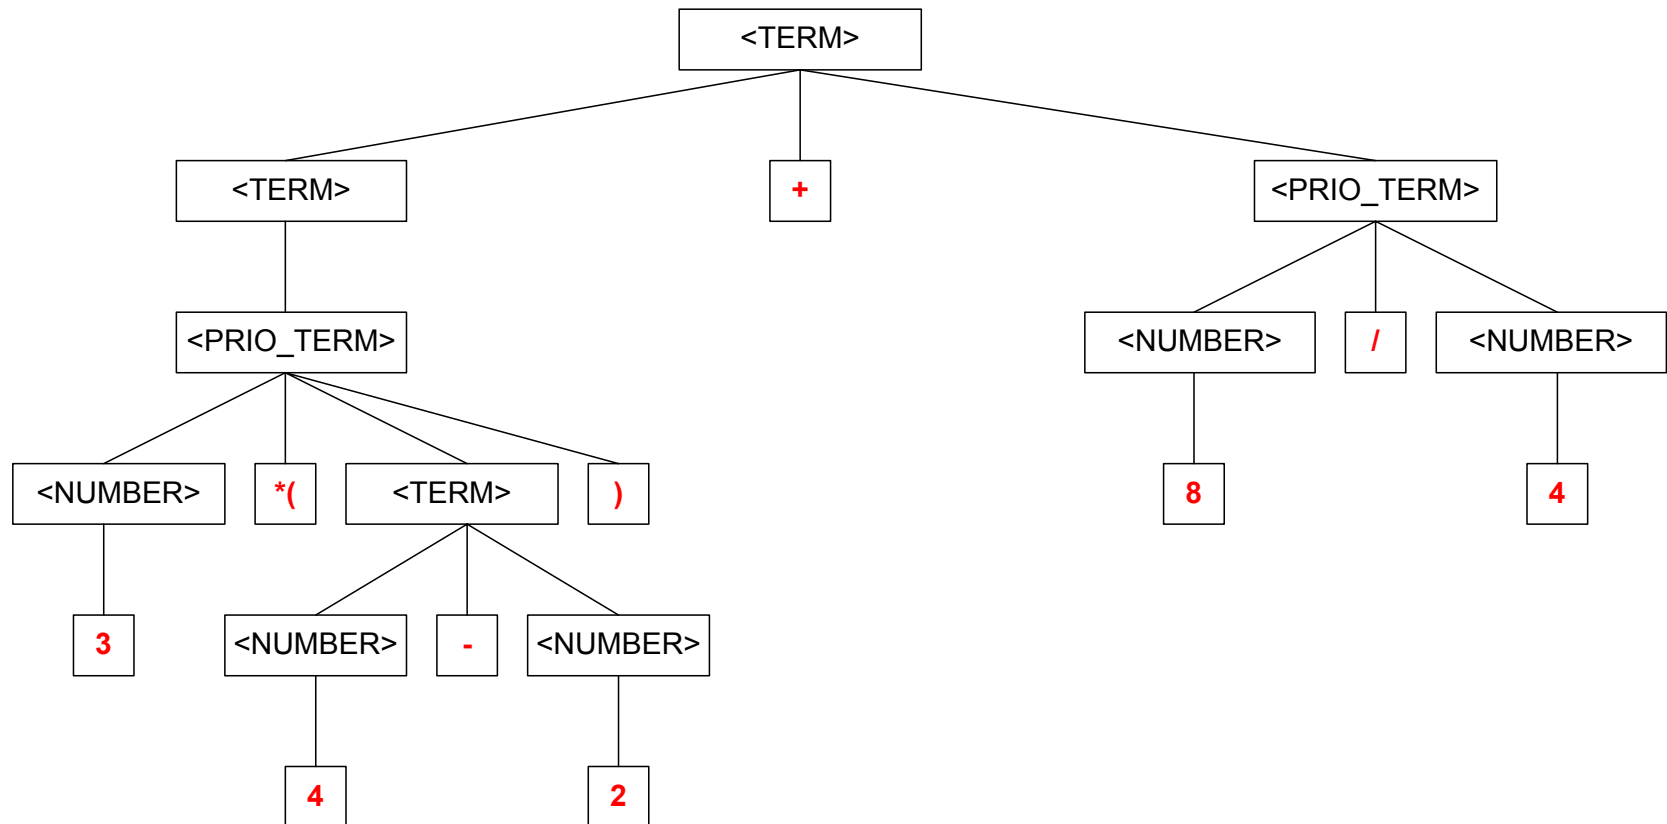 <TERM>
<TERM> + <PRIO_TERM>
<PRIO_TERM> <NUMBER> / <NUMBER>
<NUMBER> *( <TERM> ) 8 4
3 <NUMBER> - <NUMBER>
4 2